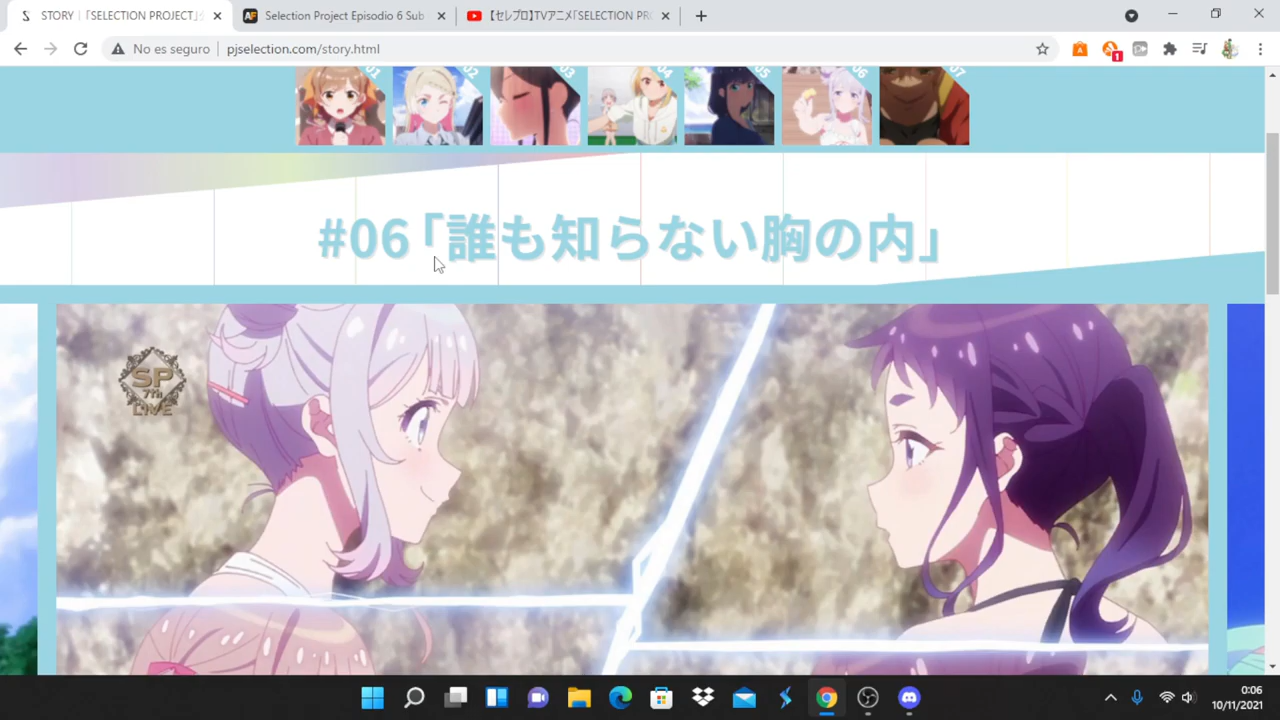 STORY | 「SELECTION PROJECT」
Selection Project Episodio 6 Sub
【セレプロ】TVアニメ「SELECTION PR
No es seguro
pjselection.com/story.html
1
01
02
03
04
05
06
07
#06「誰も知らない胸の内」
SP
7th
LIVE
0:06
10/11/2021